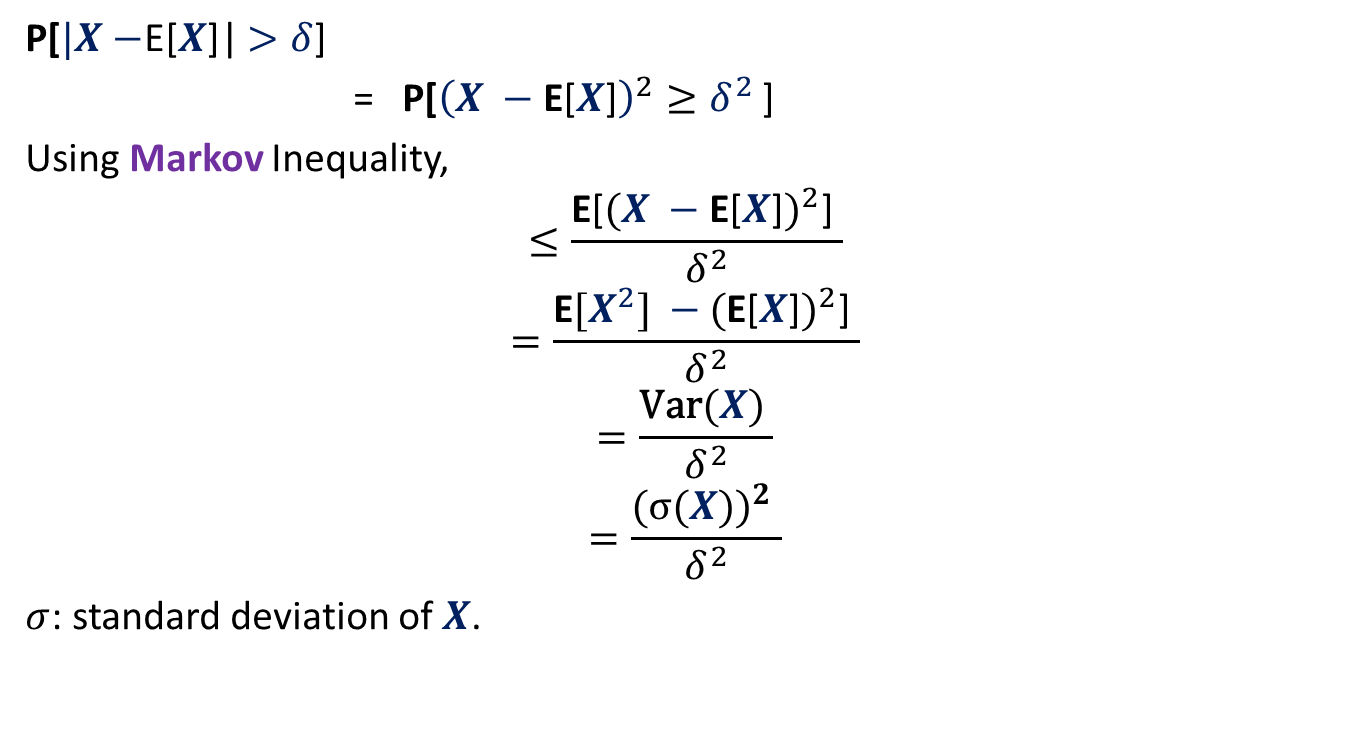 P[|X −E[X]| > δ]
= P[(X − E[X])² ≥ δ² ]
Using Markov Inequality,
≤ E[(X − E[X])²] / δ²
= E[X²] − (E[X])²] / δ²
= Var(X) / δ²
= (σ(X))² / δ²
σ: standard deviation of X.